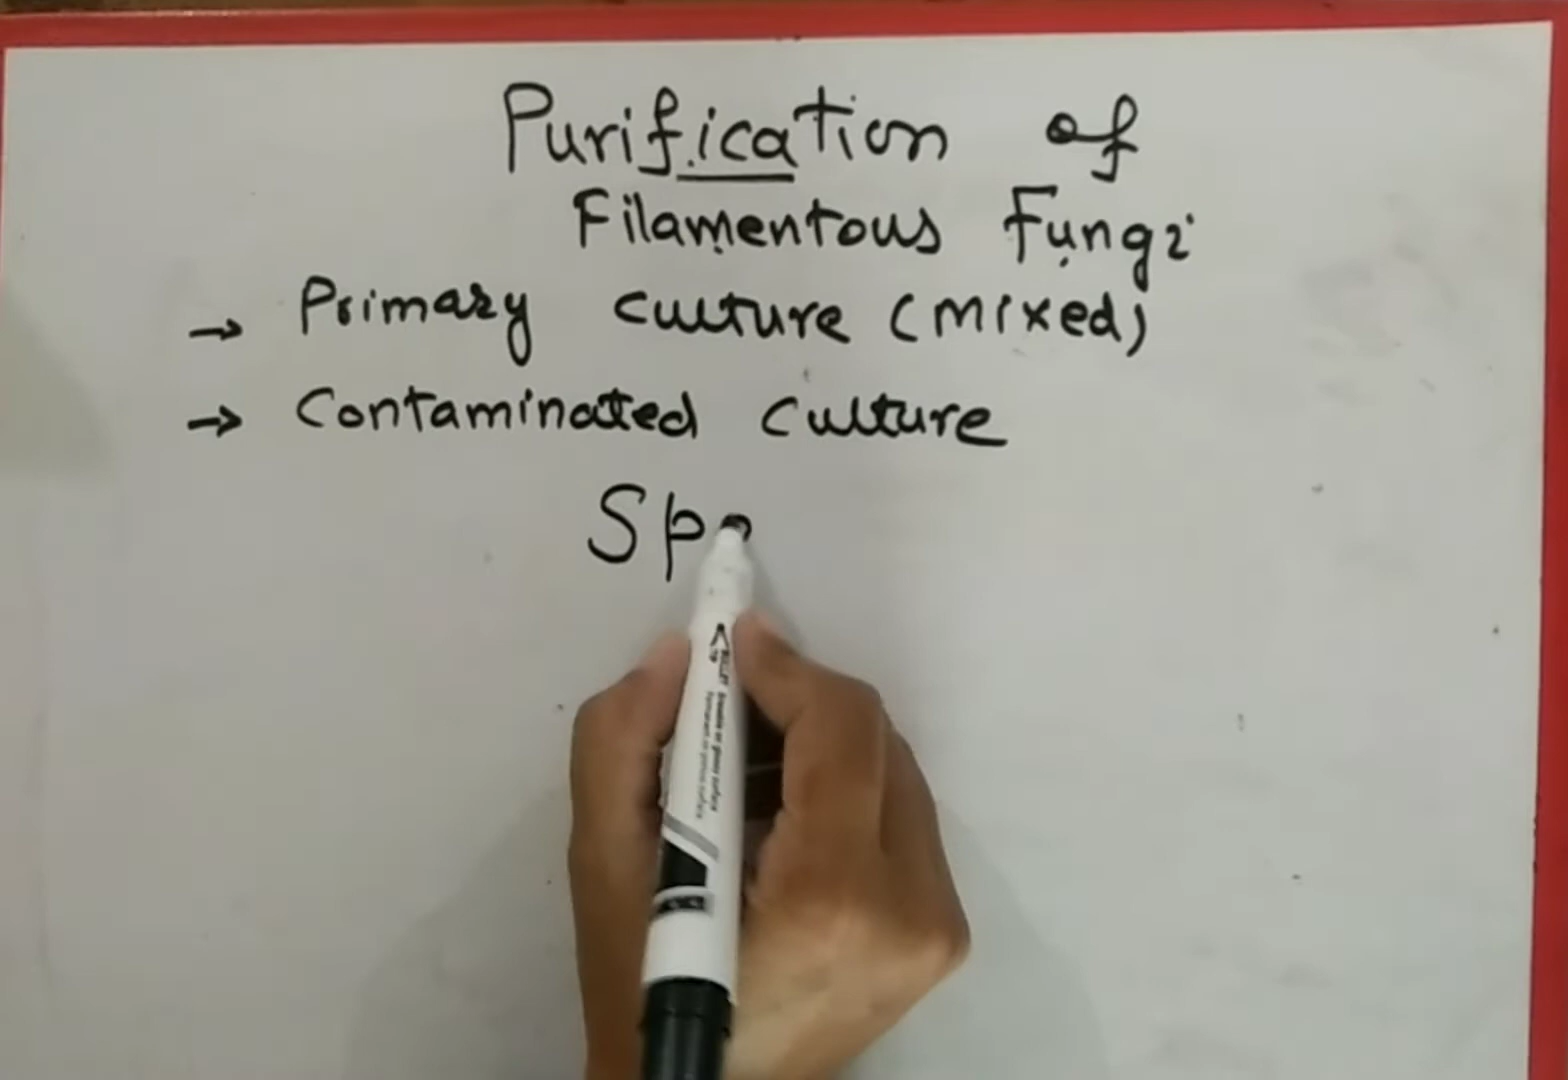 Purification of
Filamentous Fungi
→ Primary culture (mixed)
→ Contaminated culture
Sp